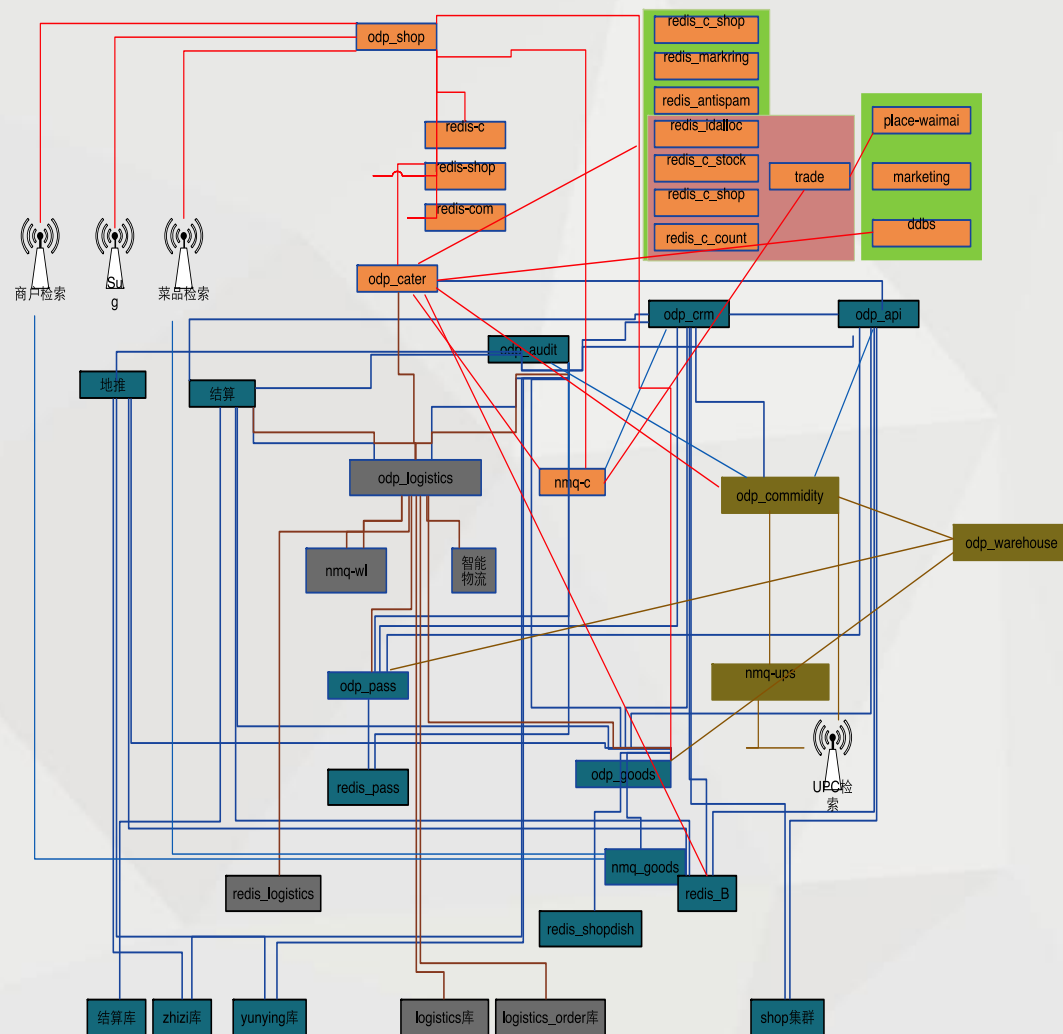 redis_c_shop
odp_shop
redis_markring
redis_antispam
place-waimai
redis-c
redis_idalloc
redis-shop
redis_c_stock
trade
marketing
redis-com
redis_c_shop
ddbs
redis_c_count
odp_cater
商户检索
Su
g
菜品检索
odp_crm
odp_api
odp_audit
地推
结算
odp_logistics
nmq-c
odp_commidity
odp_warehouse
nmq-wl
智能
物流
odp_pass
nmq-ups
odp_goods
redis_pass
UPC检
索
nmq_goods
redis_logistics
redis_B
redis_shopdish
结算库
zhizi库
yunying库
logistics库
logistics_order库
shop集群